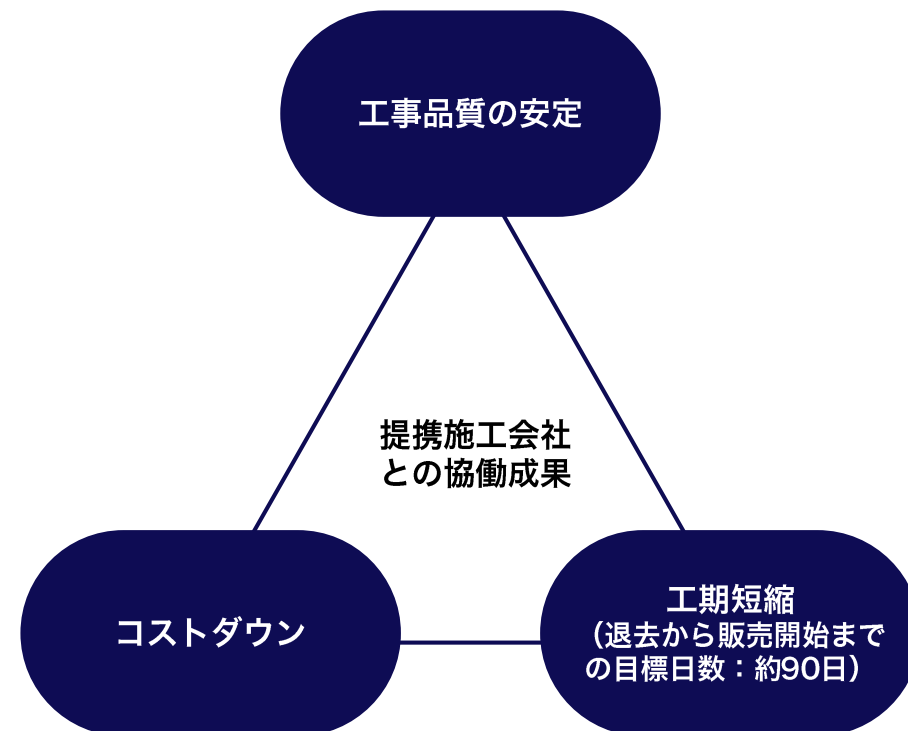 工事品質の安定
提携施工会社
との協働成果
コストダウン
工期短縮
（退去から販売開始まで
の目標日数：約90日）